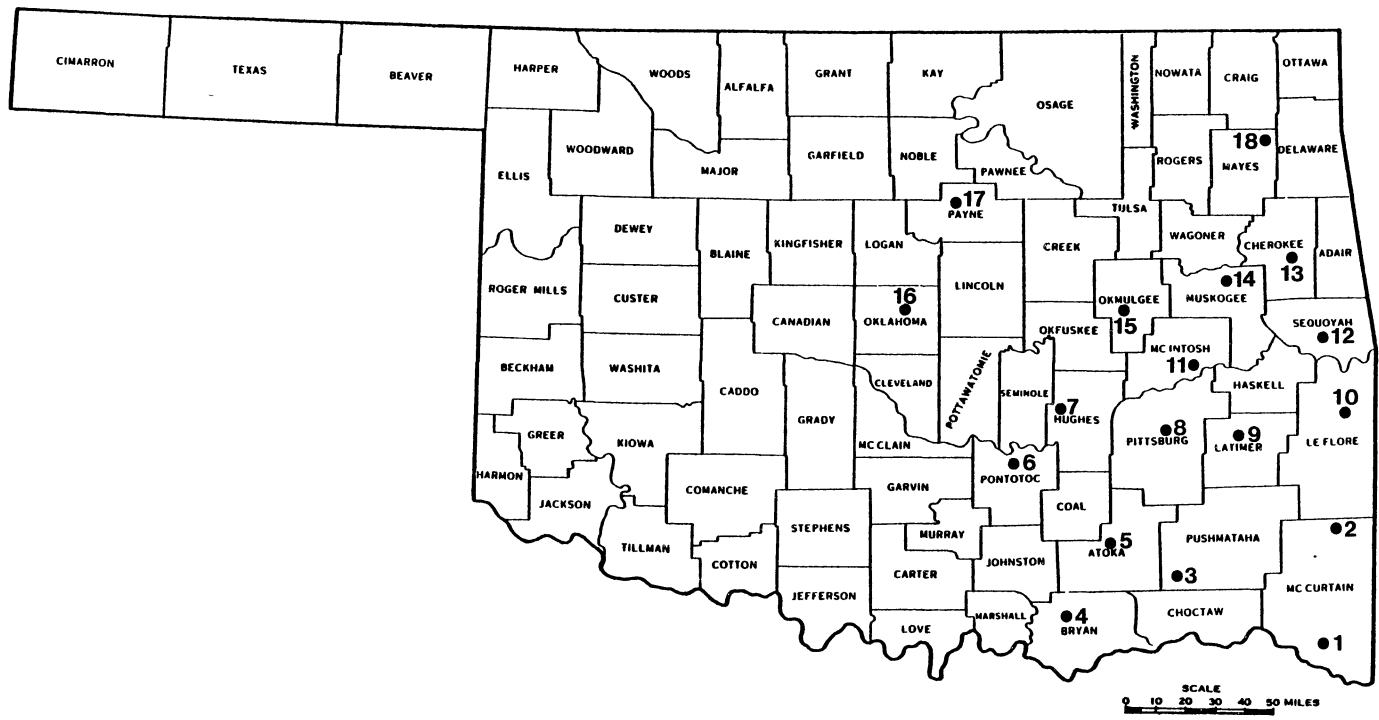 CIMARRON
TEXAS
BEAVER
HARPER
WOODS
ALFALFA
GRANT
KAY
OSAGE
WASHINGTON
NOWATA
CRAIG
OTTAWA
ELLIS
WOODWARD
MAJOR
GARFIELD
NOBLE
PAWNEE
ROGERS
18
MAYES
DELAWARE
DEWEY
BLAINE
KINGFISHER
LOGAN
17
PAYNE
CREEK
TULSA
WAGONER
CHEROKEE
13
ADAIR
ROGER MILLS
CUSTER
CANADIAN
16
OKLAHOMA
LINCOLN
OKMULGEE
15
14
MUSKOGEE
SEQUOYAH
12
BECKHAM
WASHITA
CADDO
GRADY
CLEVELAND
MC CLAIN
POTTAWATOMIE
SEMINOLE
OKFUSKEE
7
HUGHES
MC INTOSH
11
HASKELL
10
LE FLORE
GREER
KIOWA
8
PITTSBURG
9
LATIMER
HARMON
JACKSON
COMANCHE
GARVIN
6
PONTOTOC
COAL
TILLMAN
COTTON
STEPHENS
MURRAY
JOHNSTON
5
ATOKA
PUSHMATAHA
3
2
MC CURTAIN
JEFFERSON
CARTER
LOVE
MARSHALL
4
BRYAN
CHOCTAW
1
SCALE
0 10 20 30 40 50 MILES